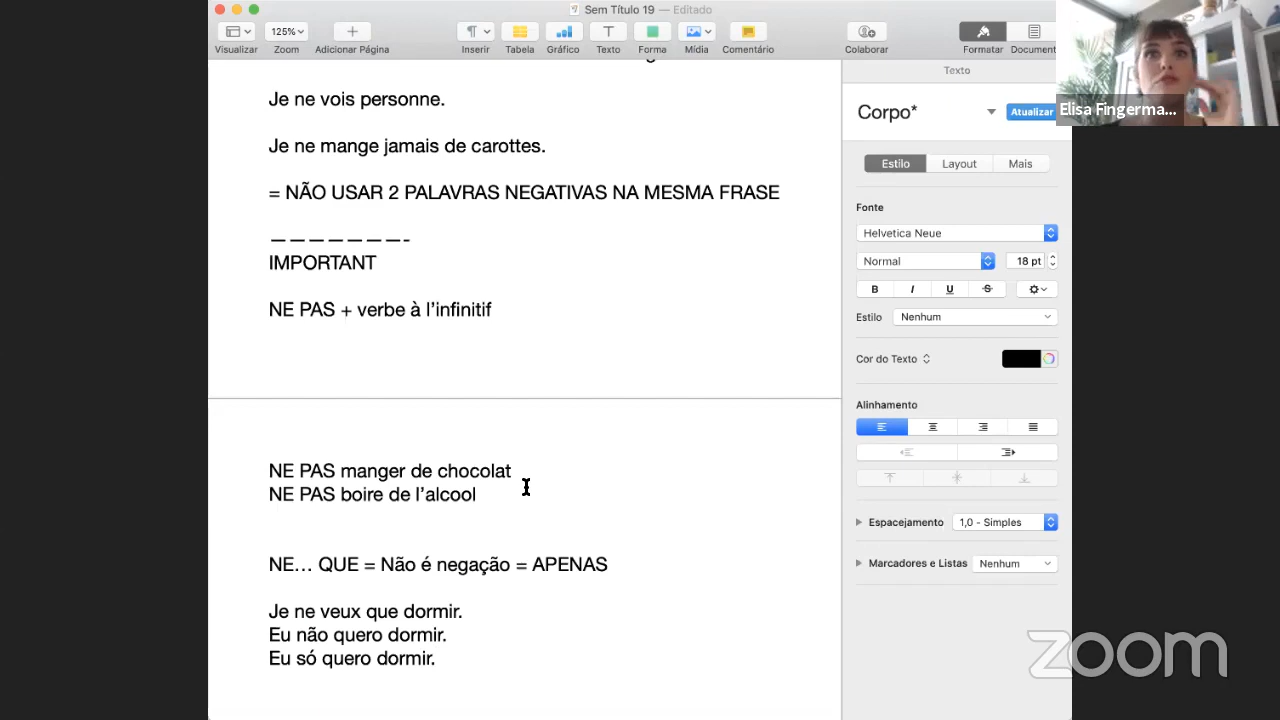 Sem Título 19 — Editado
125%
Visualizar
Zoom
Adicionar Página
Inserir
Tabela
Gráfico
Texto
Forma
Mídia
Comentário
Colaborar
Formatar
Document
Je ne vois personne.
Je ne mange jamais de carottes.
= NÃO USAR 2 PALAVRAS NEGATIVAS NA MESMA FRASE
———————-
IMPORTANT
NE PAS + verbe à l’infinitif
NE PAS manger de chocolat
NE PAS boire de l’alcool
NE… QUE = Não é negação = APENAS
Je ne veux que dormir.
Eu não quero dormir.
Eu só quero dormir.
Texto
Corpo*
Atualizar
Estilo Layout Mais
Fonte
Helvetica Neue
Normal 18 pt
B I U S
Estilo Nenhum
Cor do Texto
Alinhamento
Espaçejamento 1,0 - Simples
Marcadores e Listas Nenhum
Elisa Fingerma...
zoom